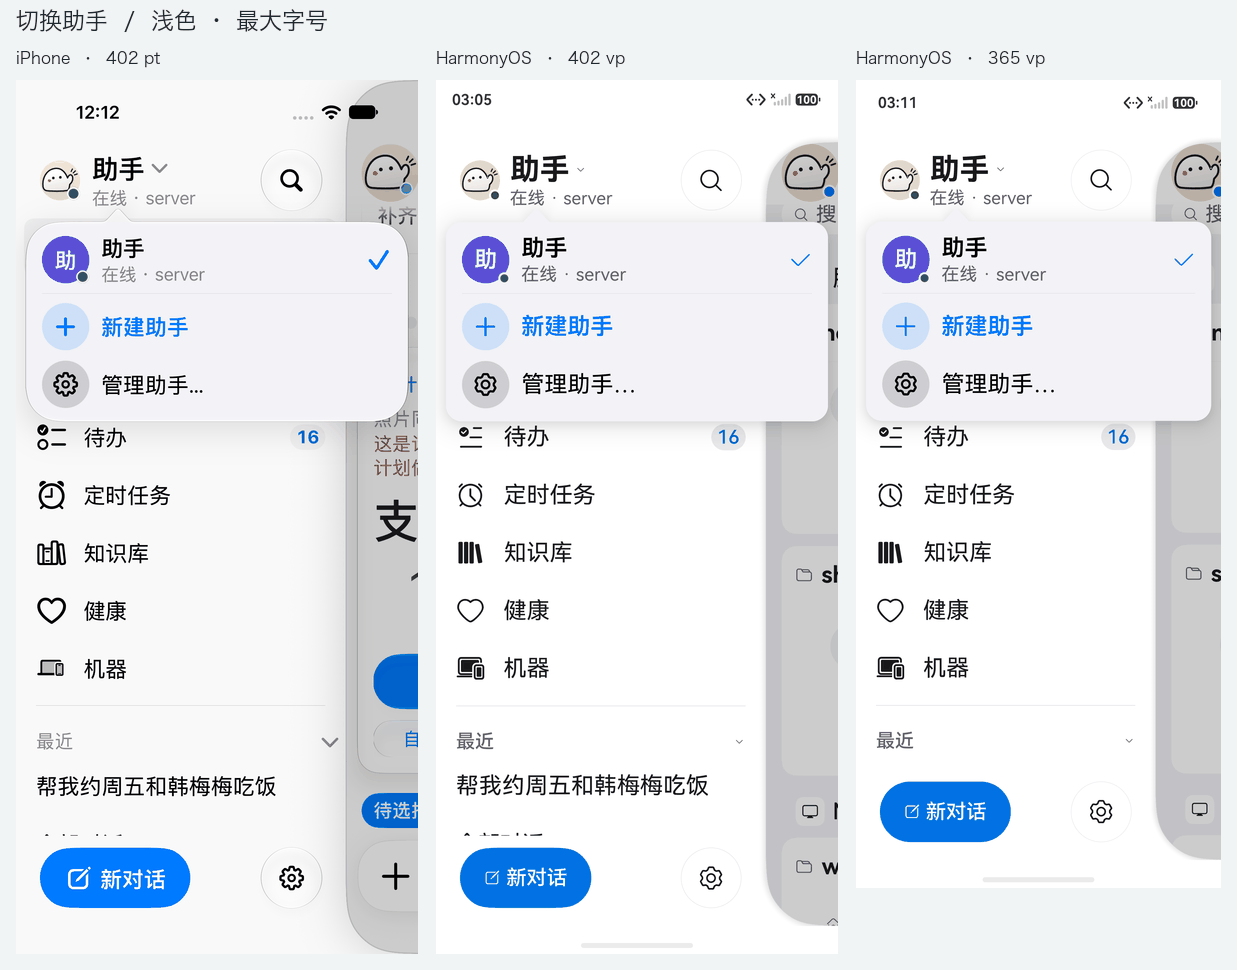 切换助手 / 浅色 · 最大字号
iPhone · 402 pt
12:12
助手
在线 · server
补齐
助
助手
在线 · server
新建助手
管理助手...
照片同
这是
计划
待办
16
定时任务
支
知识库
健康
机器
自
最近
帮我约周五和韩梅梅吃饭
待选择
新对话
HarmonyOS · 402 vp
03:05
100
助手
在线 · server
搜
助
助手
在线 · server
新建助手
管理助手...
待办
16
定时任务
知识库
健康
sh
机器
最近
帮我约周五和韩梅梅吃饭
新对话
w
HarmonyOS · 365 vp
03:11
100
助手
在线 · server
搜
助
助手
在线 · server
新建助手
管理助手...
待办
16
定时任务
知识库
健康
s
机器
最近
新对话